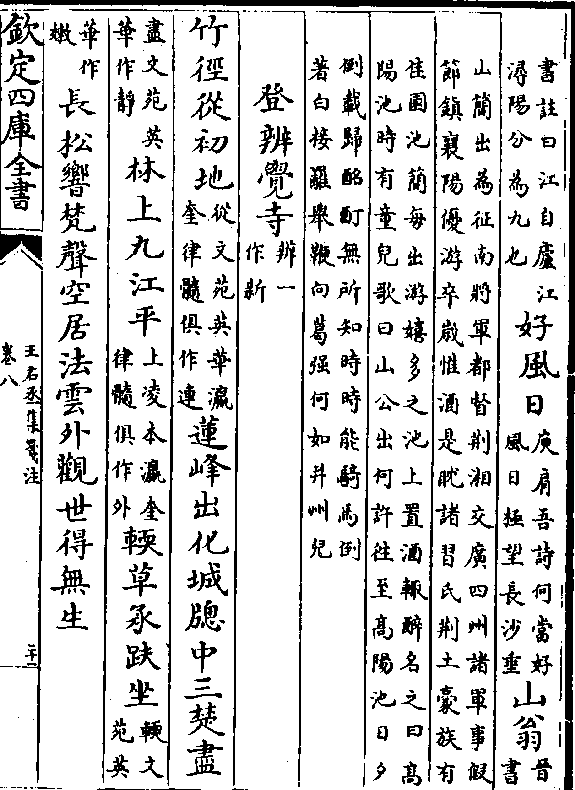 書註曰江自廬江潯陽分為九也好風日庾肩吾詩何當好風日極望長沙垂山翁晉書
山簡出為征南將軍都督荆湘交廣四州諸軍事假
節鎮襄陽優游卒歲惟酒是躭諸習氏荆土豪族有
佳園池簡每出游嬉多之池上置酒輙醉名之曰髙
陽池時有童兒歌曰山公出何許往至髙陽池日夕
倒載歸酩酊無所知時時能騎馬倒
著白接䍦舉鞭向葛强何如并州兒
登辨覺寺辨一作新
竹徑從初地從文苑英華瀛奎律髓俱作連蓮峰出化城牎中三楚盡
盡文苑英華作靜林上九江平上凌本瀛奎律髓俱作外輭草承趺坐輭文苑英
華作嫩長松響梵聲空居法雲外觀世得無生
欽定四庫全書
王右丞集箋注
卷八